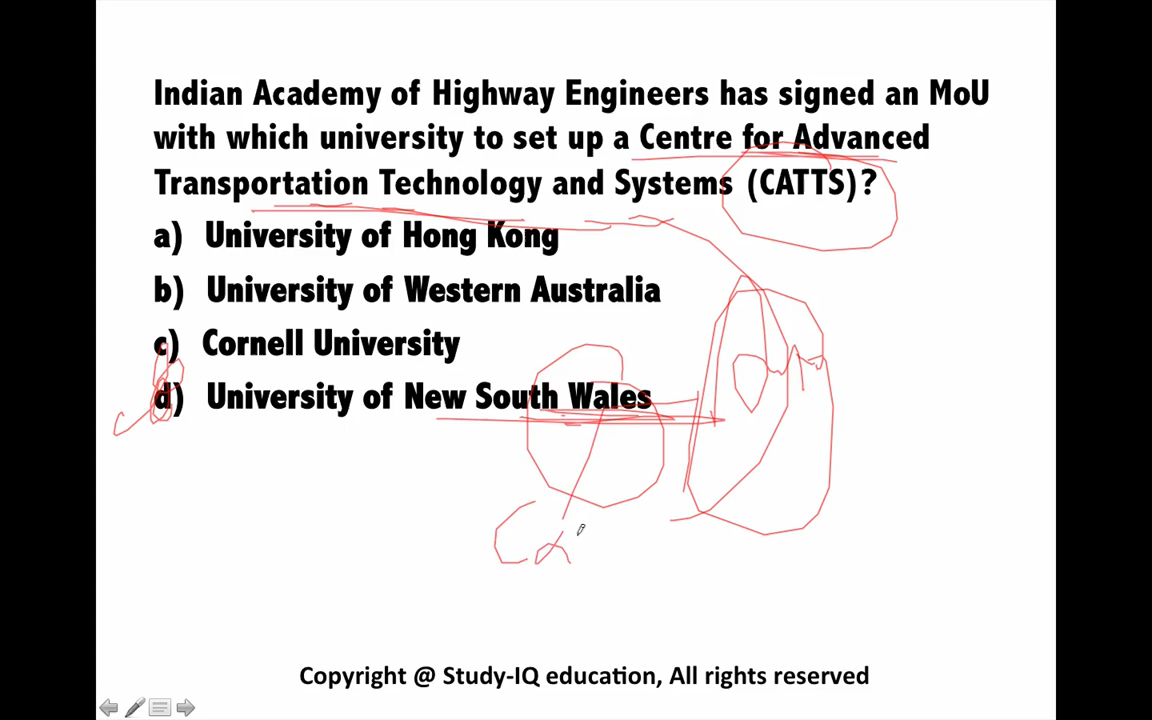 Indian Academy of Highway Engineers has signed an MoU
with which university to set up a Centre for Advanced
Transportation Technology and Systems (CATTS)?
a) University of Hong Kong
b) University of Western Australia
c) Cornell University
d) University of New South Wales
Copyright @ Study-IQ education, All rights reserved